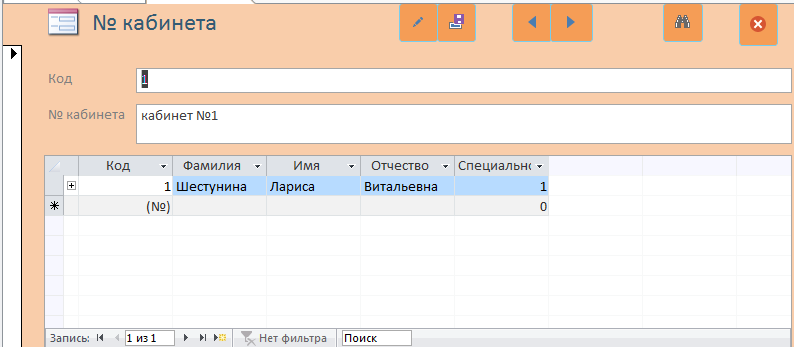 № кабинета
Код 1
№ кабинета кабинет №1
Код Фамилия Имя Отчество Специальнс
1 Шестунина Лариса Витальевна 1
(№) 0
Запись: 1 из 1 Нет фильтра Поиск